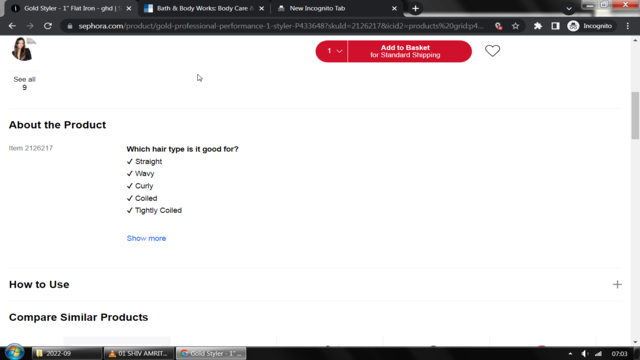 Gold Styler - 1" Flat Iron - ghd | S
Bath & Body Works: Body Care &
New Incognito Tab
sephora.com/product/gold-professional-performance-1-styler-P433648?skuId=2126217&icid2=products%20grid:p4
Incognito
See all
9
1
Add to Basket
for Standard Shipping
About the Product
Item 2126217
Which hair type is it good for?
✓ Straight
✓ Wavy
✓ Curly
✓ Coiled
✓ Tightly Coiled
Show more
How to Use
Compare Similar Products
2022-09
01 SHIV AMRIT...
Gold Styler - 1" ...
07:03